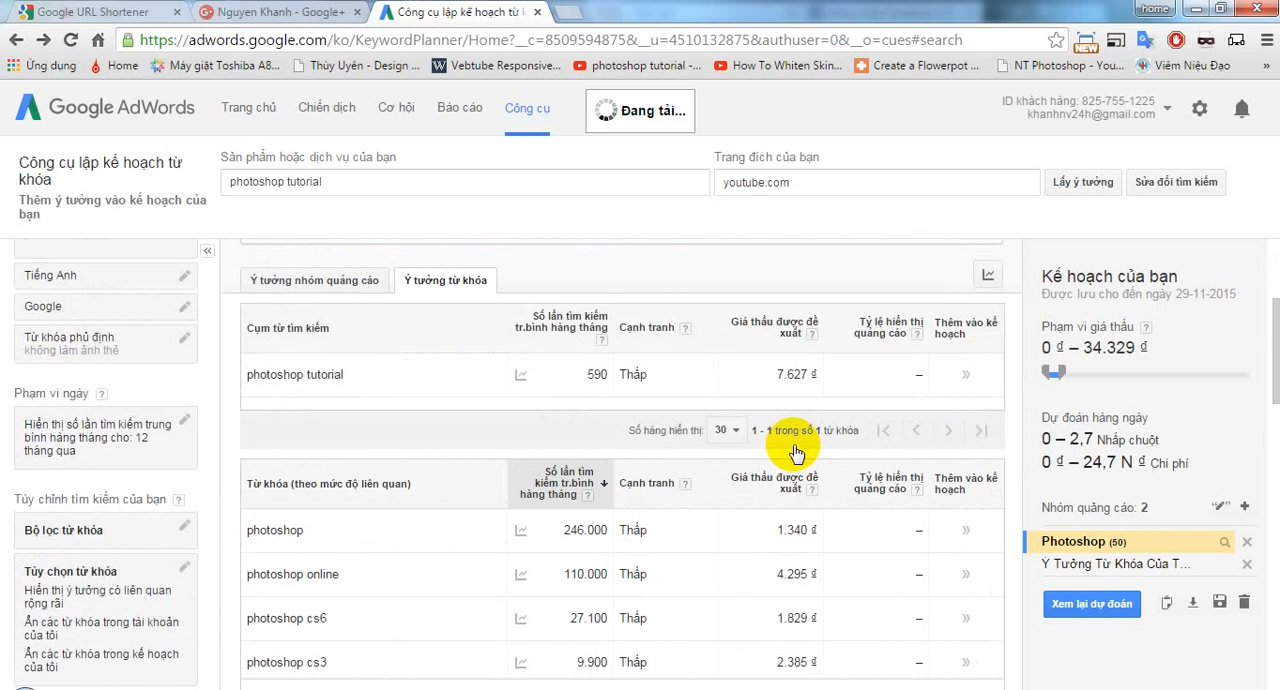 Google URL Shortener
Nguyen Khanh - Google+
Công cụ lập kế hoạch từ k
home
https://adwords.google.com/ko/KeywordPlanner/Home?__c=8509594875&__u=4510132875&authuser=0&__o=cues#search
NEW
Ứng dụng
Home
Máy giặt Toshiba A8...
Thùy Uyên - Design ...
Webtube Responsive...
photoshop tutorial -...
How To Whiten Skin...
Create a Flowerpot ...
NT Photoshop - You...
Viêm Niệu Đạo
»
Google AdWords
Trang chủ
Chiến dịch
Cơ hội
Báo cáo
Công cụ
Đang tải...
ID khách hàng: 825-755-1225
khanhnv24h@gmail.com
Công cụ lập kế hoạch từ
khóa
Thêm ý tưởng vào kế hoạch của
bạn
Sản phẩm hoặc dịch vụ của bạn
photoshop tutorial
Trang đích của bạn
youtube.com
Lấy ý tưởng
Sửa đổi tìm kiếm
«
Tiếng Anh
Google
Từ khóa phủ định
không làm ảnh thẻ
Phạm vi ngày ?
Hiển thị số lần tìm kiếm trung
bình hàng tháng cho: 12
tháng qua
Tùy chỉnh tìm kiếm của bạn ?
Bộ lọc từ khóa
Tùy chọn từ khóa
Hiển thị ý tưởng có liên quan
rộng rãi
Ẩn các từ khóa trong tài khoản
của tôi
Ẩn các từ khóa trong kế hoạch
của tôi
Ý tưởng nhóm quảng cáo
Ý tưởng từ khóa
Cụm từ tìm kiếm
Số lần tìm kiếm
tr.bình hàng tháng
?
Cạnh tranh ?
Giá thầu được đề
xuất ?
Tỷ lệ hiển thị
quảng cáo ?
Thêm vào kế
hoạch
photoshop tutorial 590 Thấp 7.627 ₫ – »
Số hàng hiển thị: 30 1 - 1 trong số 1 từ khóa
Từ khóa (theo mức độ liên quan)
Số lần tìm
kiếm tr.bình
hàng tháng ?
Cạnh tranh ?
Giá thầu được đề
xuất ?
Tỷ lệ hiển thị
quảng cáo ?
Thêm vào kế
hoạch
photoshop 246.000 Thấp 1.340 ₫ – »
photoshop online 110.000 Thấp 4.295 ₫ – »
photoshop cs6 27.100 Thấp 1.829 ₫ – »
photoshop cs3 9.900 Thấp 2.385 ₫ – »
Kế hoạch của bạn
Được lưu cho đến ngày 29-11-2015
Phạm vi giá thầu ?
0 ₫ – 34.329 ₫
Dự đoán hàng ngày
0 – 2,7 Nhấp chuột
0 ₫ – 24,7 N ₫ Chi phí
Nhóm quảng cáo: 2
Photoshop (50)
Ý Tưởng Từ Khóa Của T...
Xem lại dự đoán